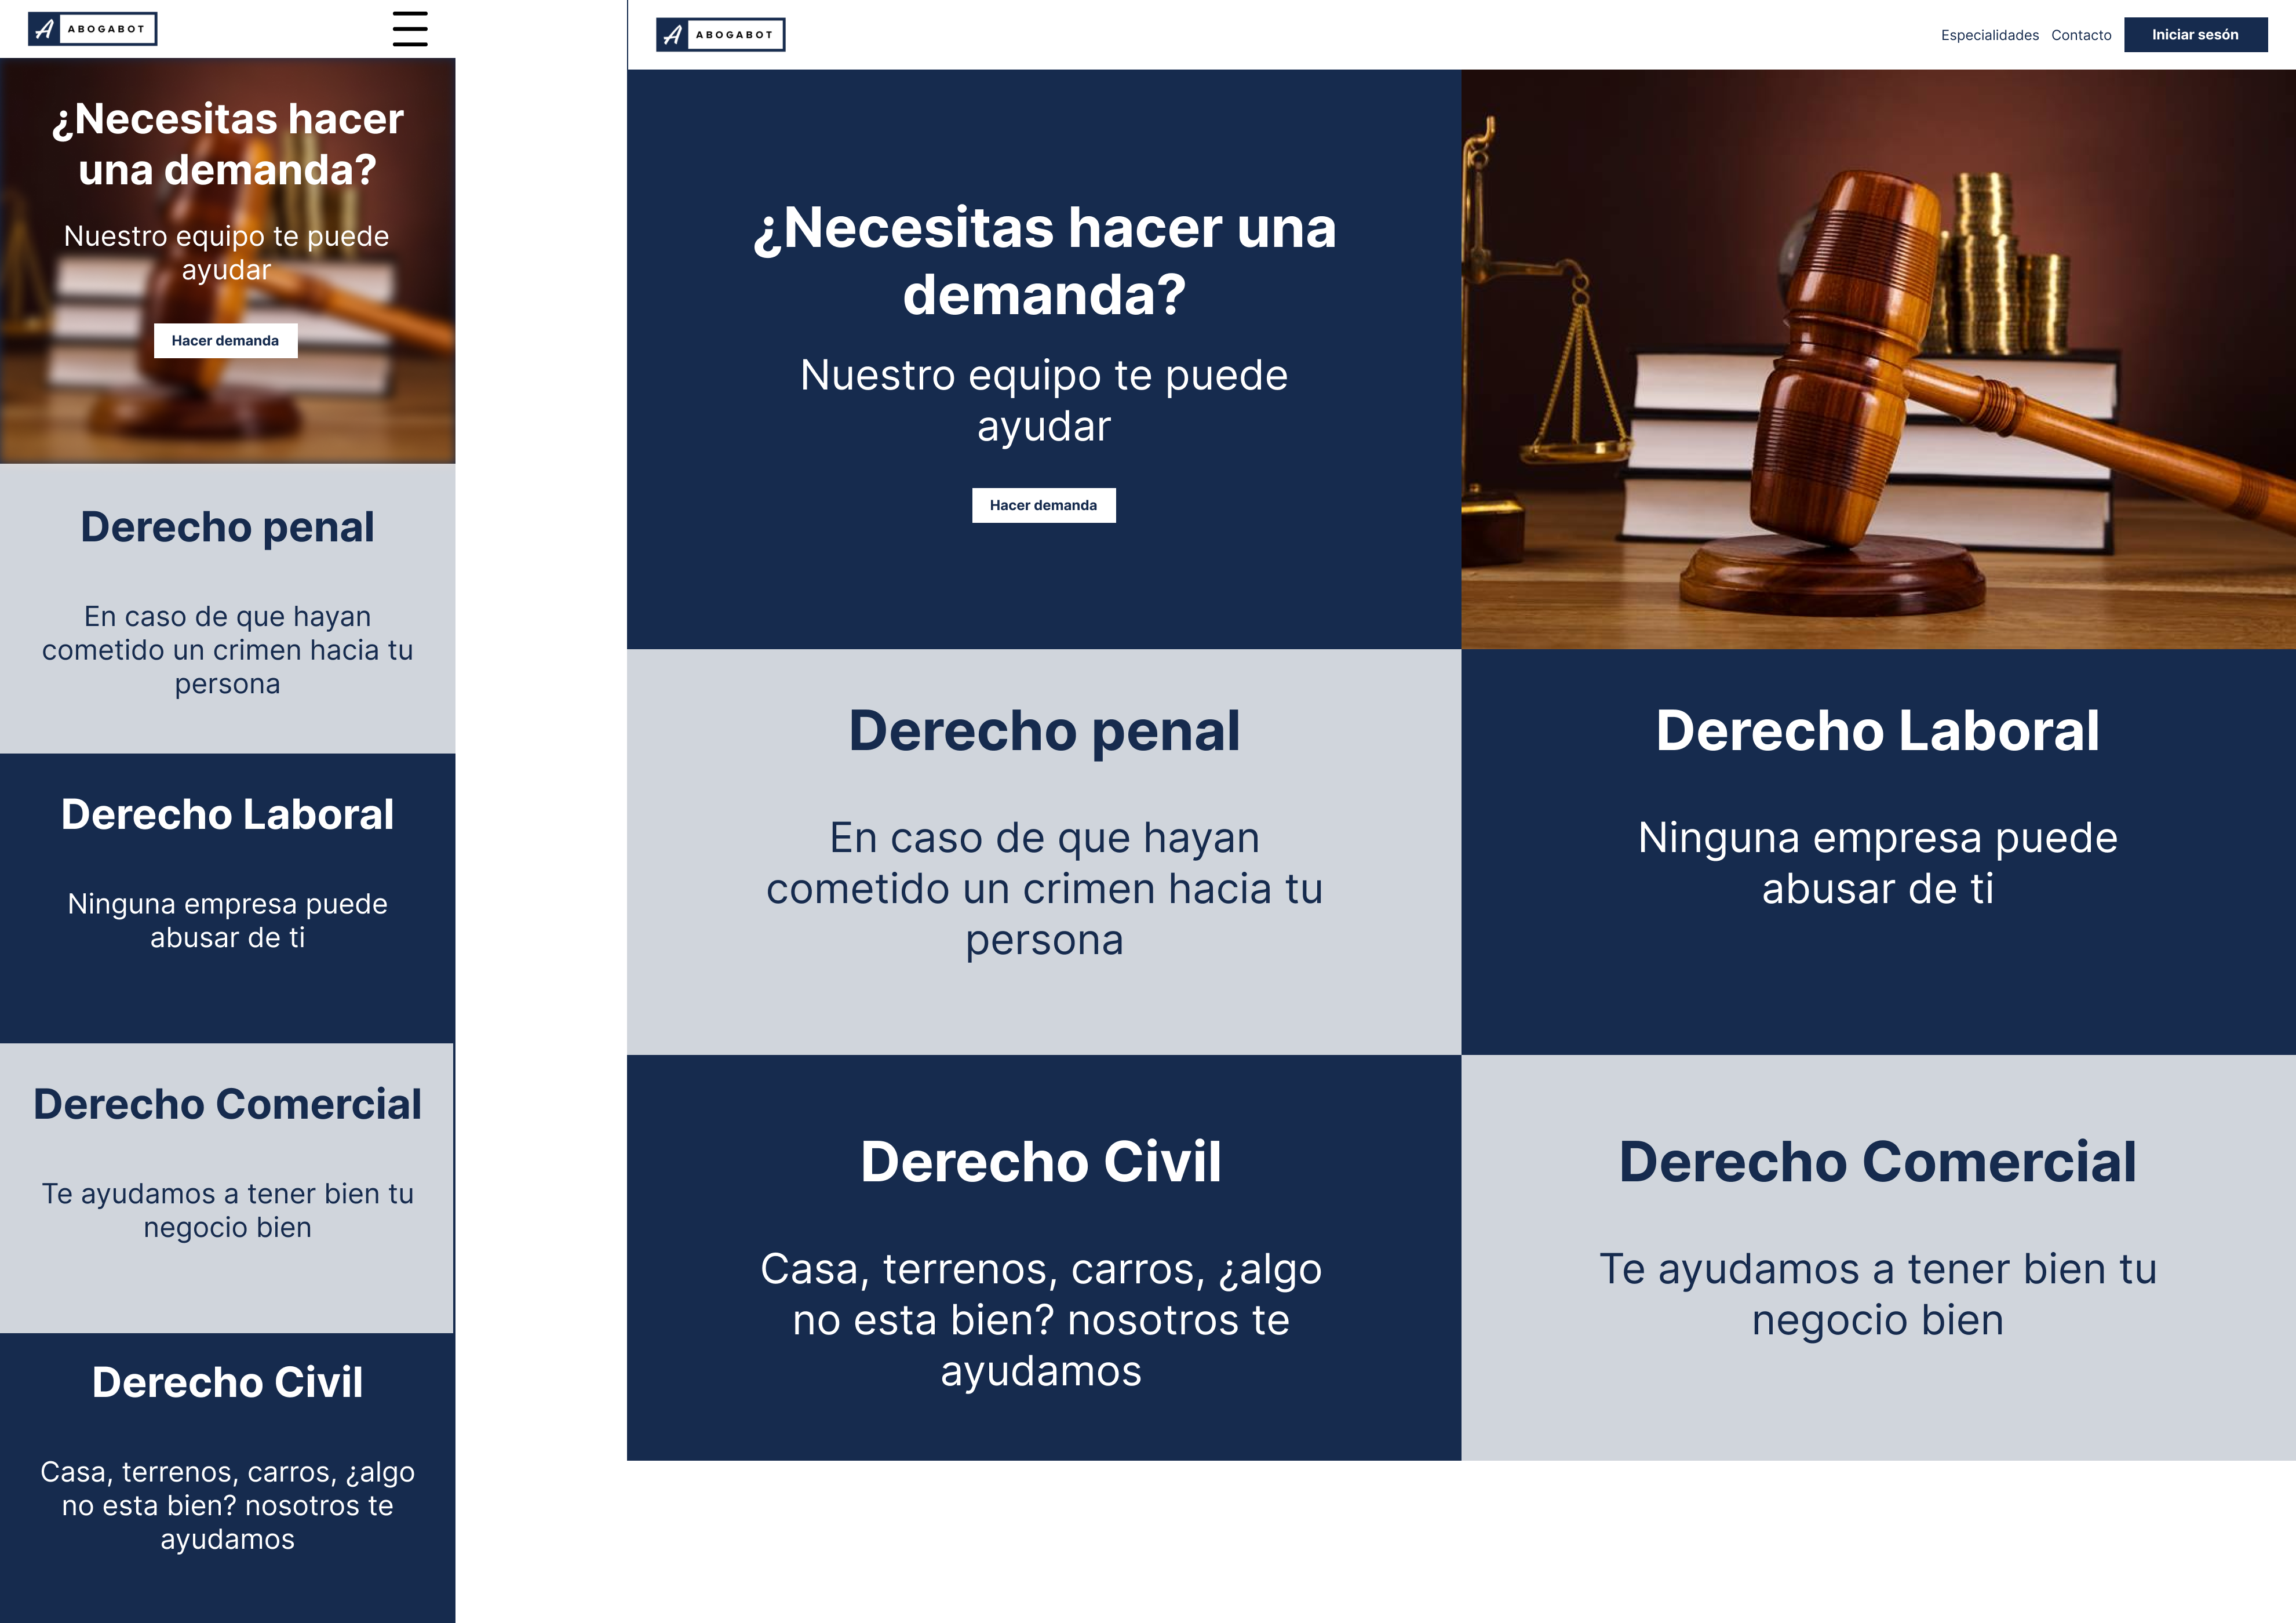 A ABOGABOT
¿Necesitas hacer
una demanda?
Nuestro equipo te puede
ayudar
Hacer demanda
Derecho penal
En caso de que hayan
cometido un crimen hacia tu
persona
Derecho Laboral
Ninguna empresa puede
abusar de ti
Derecho Comercial
Te ayudamos a tener bien tu
negocio bien
Derecho Civil
Casa, terrenos, carros, ¿algo
no esta bien? nosotros te
ayudamos
A ABOGABOT
Especialidades Contacto Iniciar sesón
¿Necesitas hacer una
demanda?
Nuestro equipo te puede
ayudar
Hacer demanda
Derecho penal
En caso de que hayan
cometido un crimen hacia tu
persona
Derecho Laboral
Ninguna empresa puede
abusar de ti
Derecho Civil
Casa, terrenos, carros, ¿algo
no esta bien? nosotros te
ayudamos
Derecho Comercial
Te ayudamos a tener bien tu
negocio bien